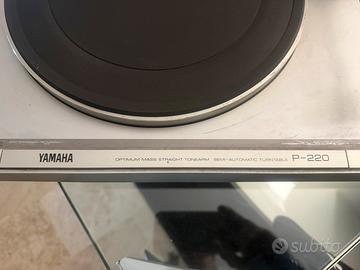 YAMAHA OPTIMUM MASS STRAIGHT TONEARM SEMI-AUTOMATIC TURNTABLE P-220
subito